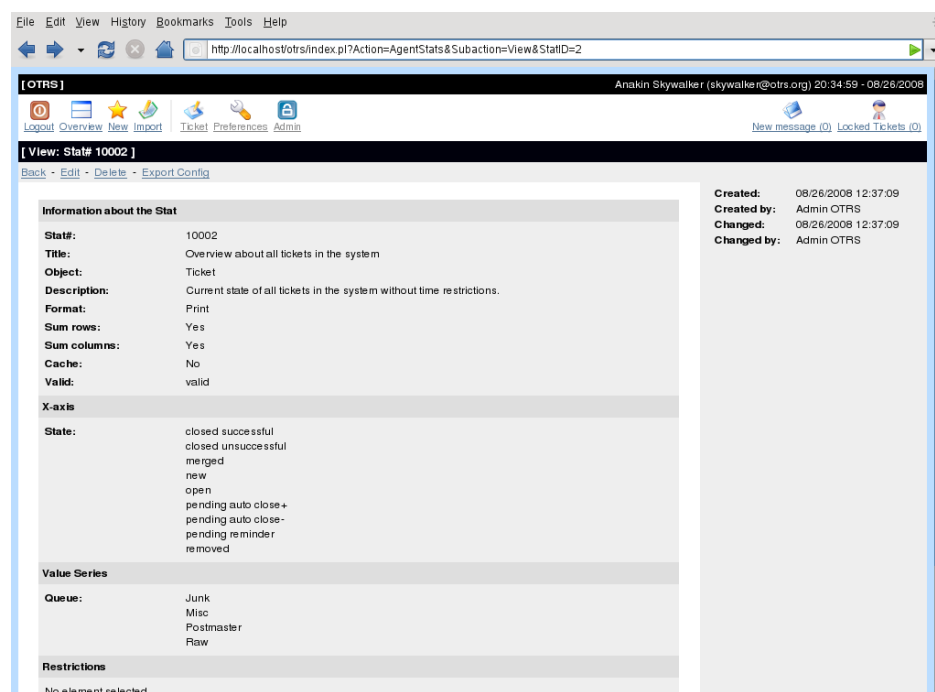 File Edit View History Bookmarks Tools Help
http://localhost/otrs/index.pl?Action=AgentStats&Subaction=View&StatID=2
[ OTRS ] Anakin Skywalker (skywalker@otrs.org) 20:34:59 - 08/26/2008
Logout Overview New Import Ticket Preferences Admin New message (0) Locked Tickets (0)
[ View: Stat# 10002 ]
Back - Edit - Delete - Export Config
Created: 08/26/2008 12:37:09
Created by: Admin OTRS
Changed: 08/26/2008 12:37:09
Changed by: Admin OTRS
Information about the Stat
Stat#: 10002
Title: Overview about all tickets in the system
Object: Ticket
Description: Current state of all tickets in the system without time restrictions.
Format: Print
Sum rows: Yes
Sum columns: Yes
Cache: No
Valid: valid
X-axis
State: closed successful
closed unsuccessful
merged
new
open
pending auto close+
pending auto close-
pending reminder
removed
Value Series
Queue: Junk
Misc
Postmaster
Raw
Restrictions
No element selected